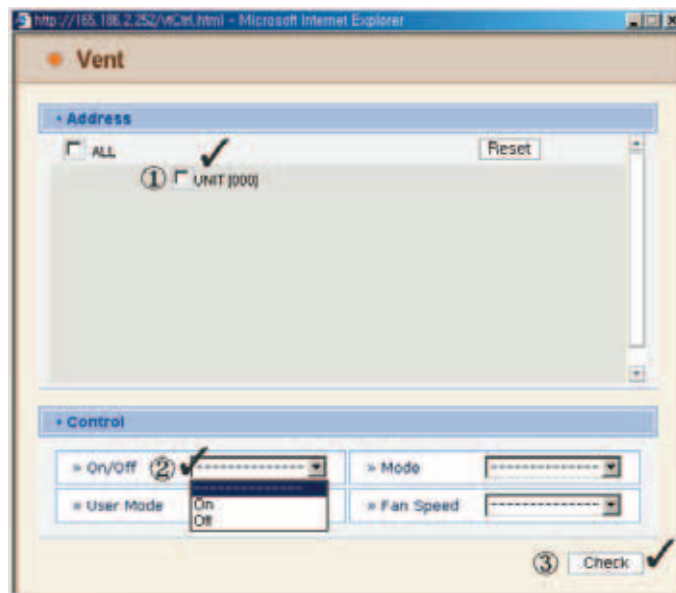 http://165.186.2.252/vtCtrl.html - Microsoft Internet Explorer
Vent
• Address
ALL
Reset
① UNIT [000]
• Control
» On/Off ② ---------------
» Mode ---------------
» User Mode
---------------
On
Off
» Fan Speed ---------------
③ Check